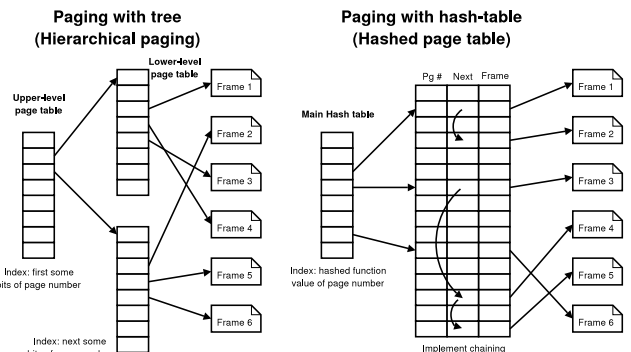 Paging with tree
(Hierarchical paging)
Lower-level
page table
Upper-level
page table
Frame 1
Frame 2
Frame 3
Frame 4
Frame 5
Frame 6
Index: first some
bits of page number
Index: next some
Paging with hash-table
(Hashed page table)
Pg # Next Frame
Main Hash table
Frame 1
Frame 2
Frame 3
Frame 4
Frame 5
Frame 6
Index: hashed function
value of page number
Implement chaining